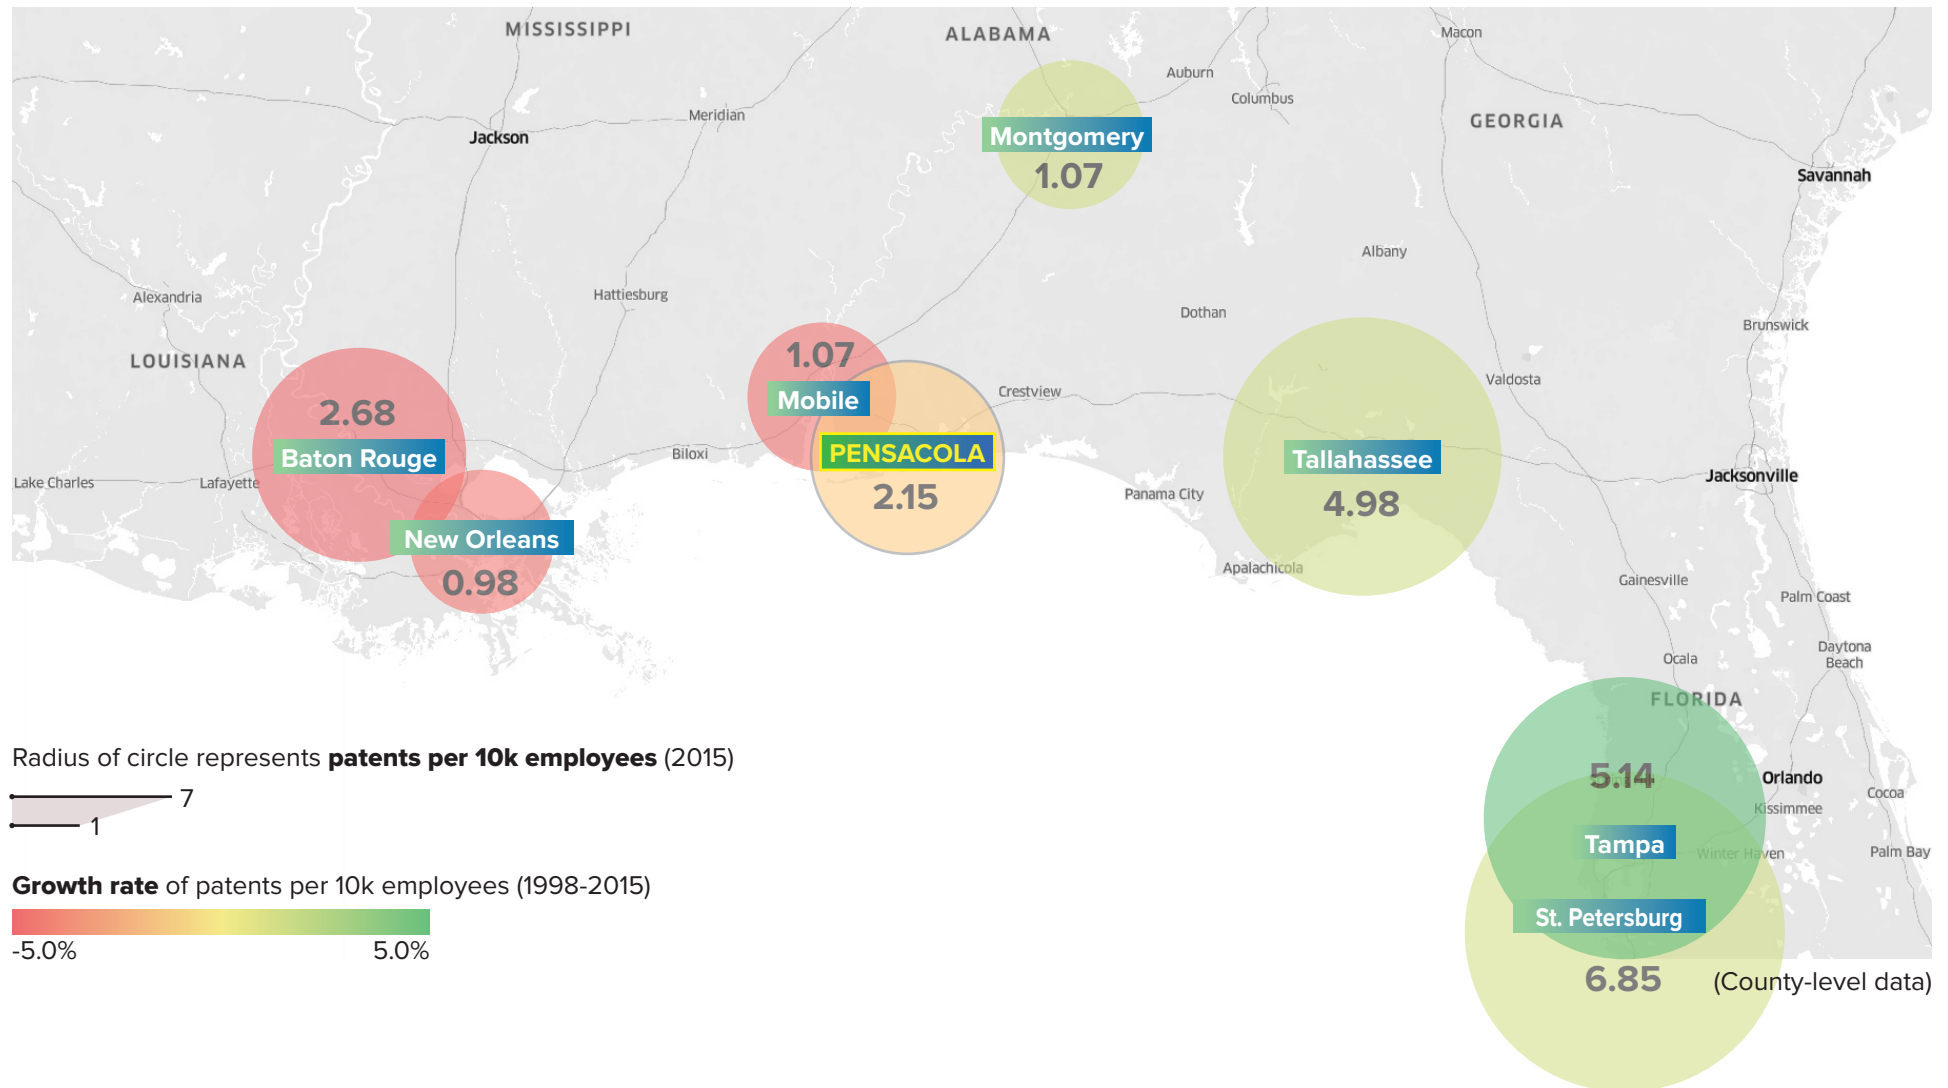 MISSISSIPPI
ALABAMA
Macon
Auburn
Columbus
Meridian
Jackson
Montgomery
1.07
GEORGIA
Savannah
Albany
Alexandria
Hattiesburg
Dothan
Brunswick
LOUISIANA
1.07
Mobile
Crestview
Valdosta
2.68
Baton Rouge
PENSACOLA
2.15
Biloxi
Tallahassee
4.98
Lake Charles
Lafayette
Panama City
Jacksonville
New Orleans
0.98
Apalachicola
Gainesville
Palm Coast
Ocala
Daytona
Beach
FLORIDA
5.14
Orlando
Kissimmee
Cocoa
Tampa
Winter Haven
Palm Bay
St. Petersburg
6.85
(County-level data)
Radius of circle represents patents per 10k employees (2015)
7
1
Growth rate of patents per 10k employees (1998-2015)
-5.0% 5.0%